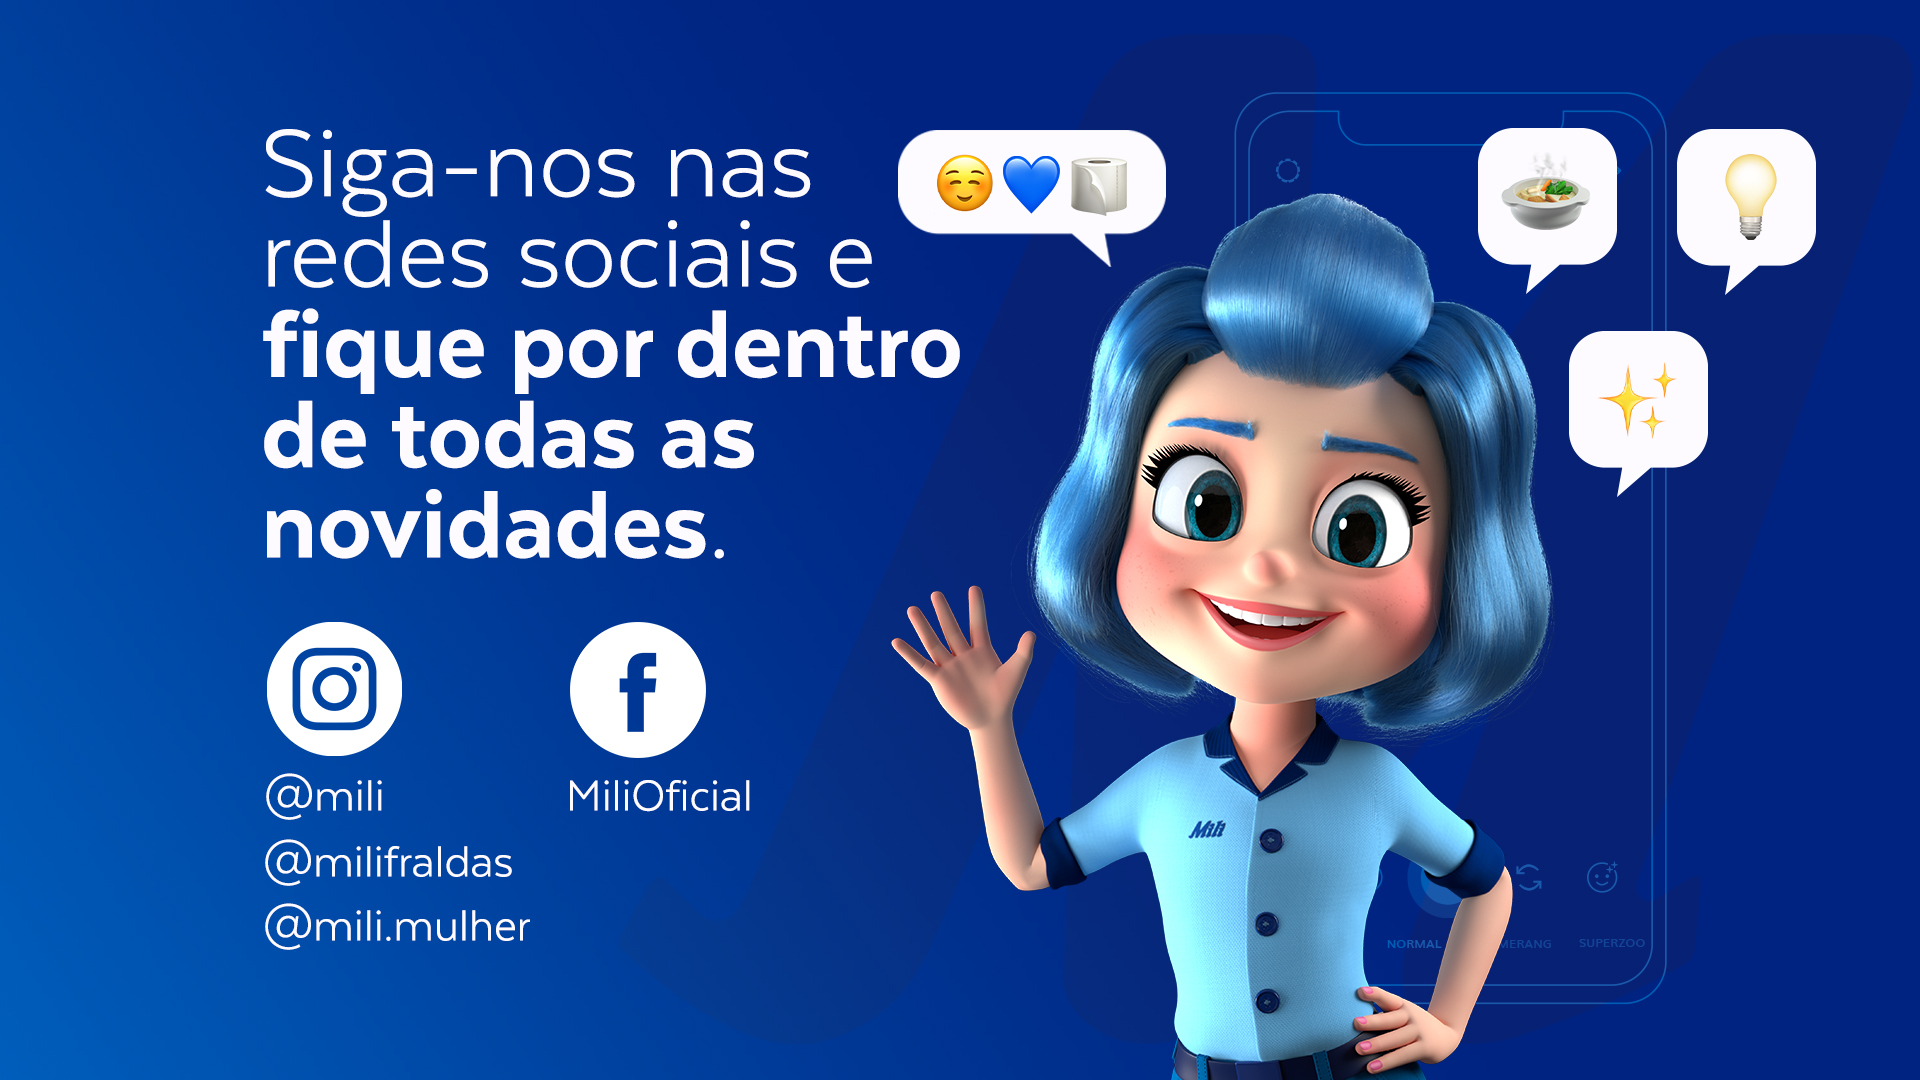 Siga-nos nas
redes sociais e
fique por dentro
de todas as
novidades.
@mili
@milifraldas
@mili.mulher
MiliOficial
Mili
NORMAL
MERANG
SUPERZOO